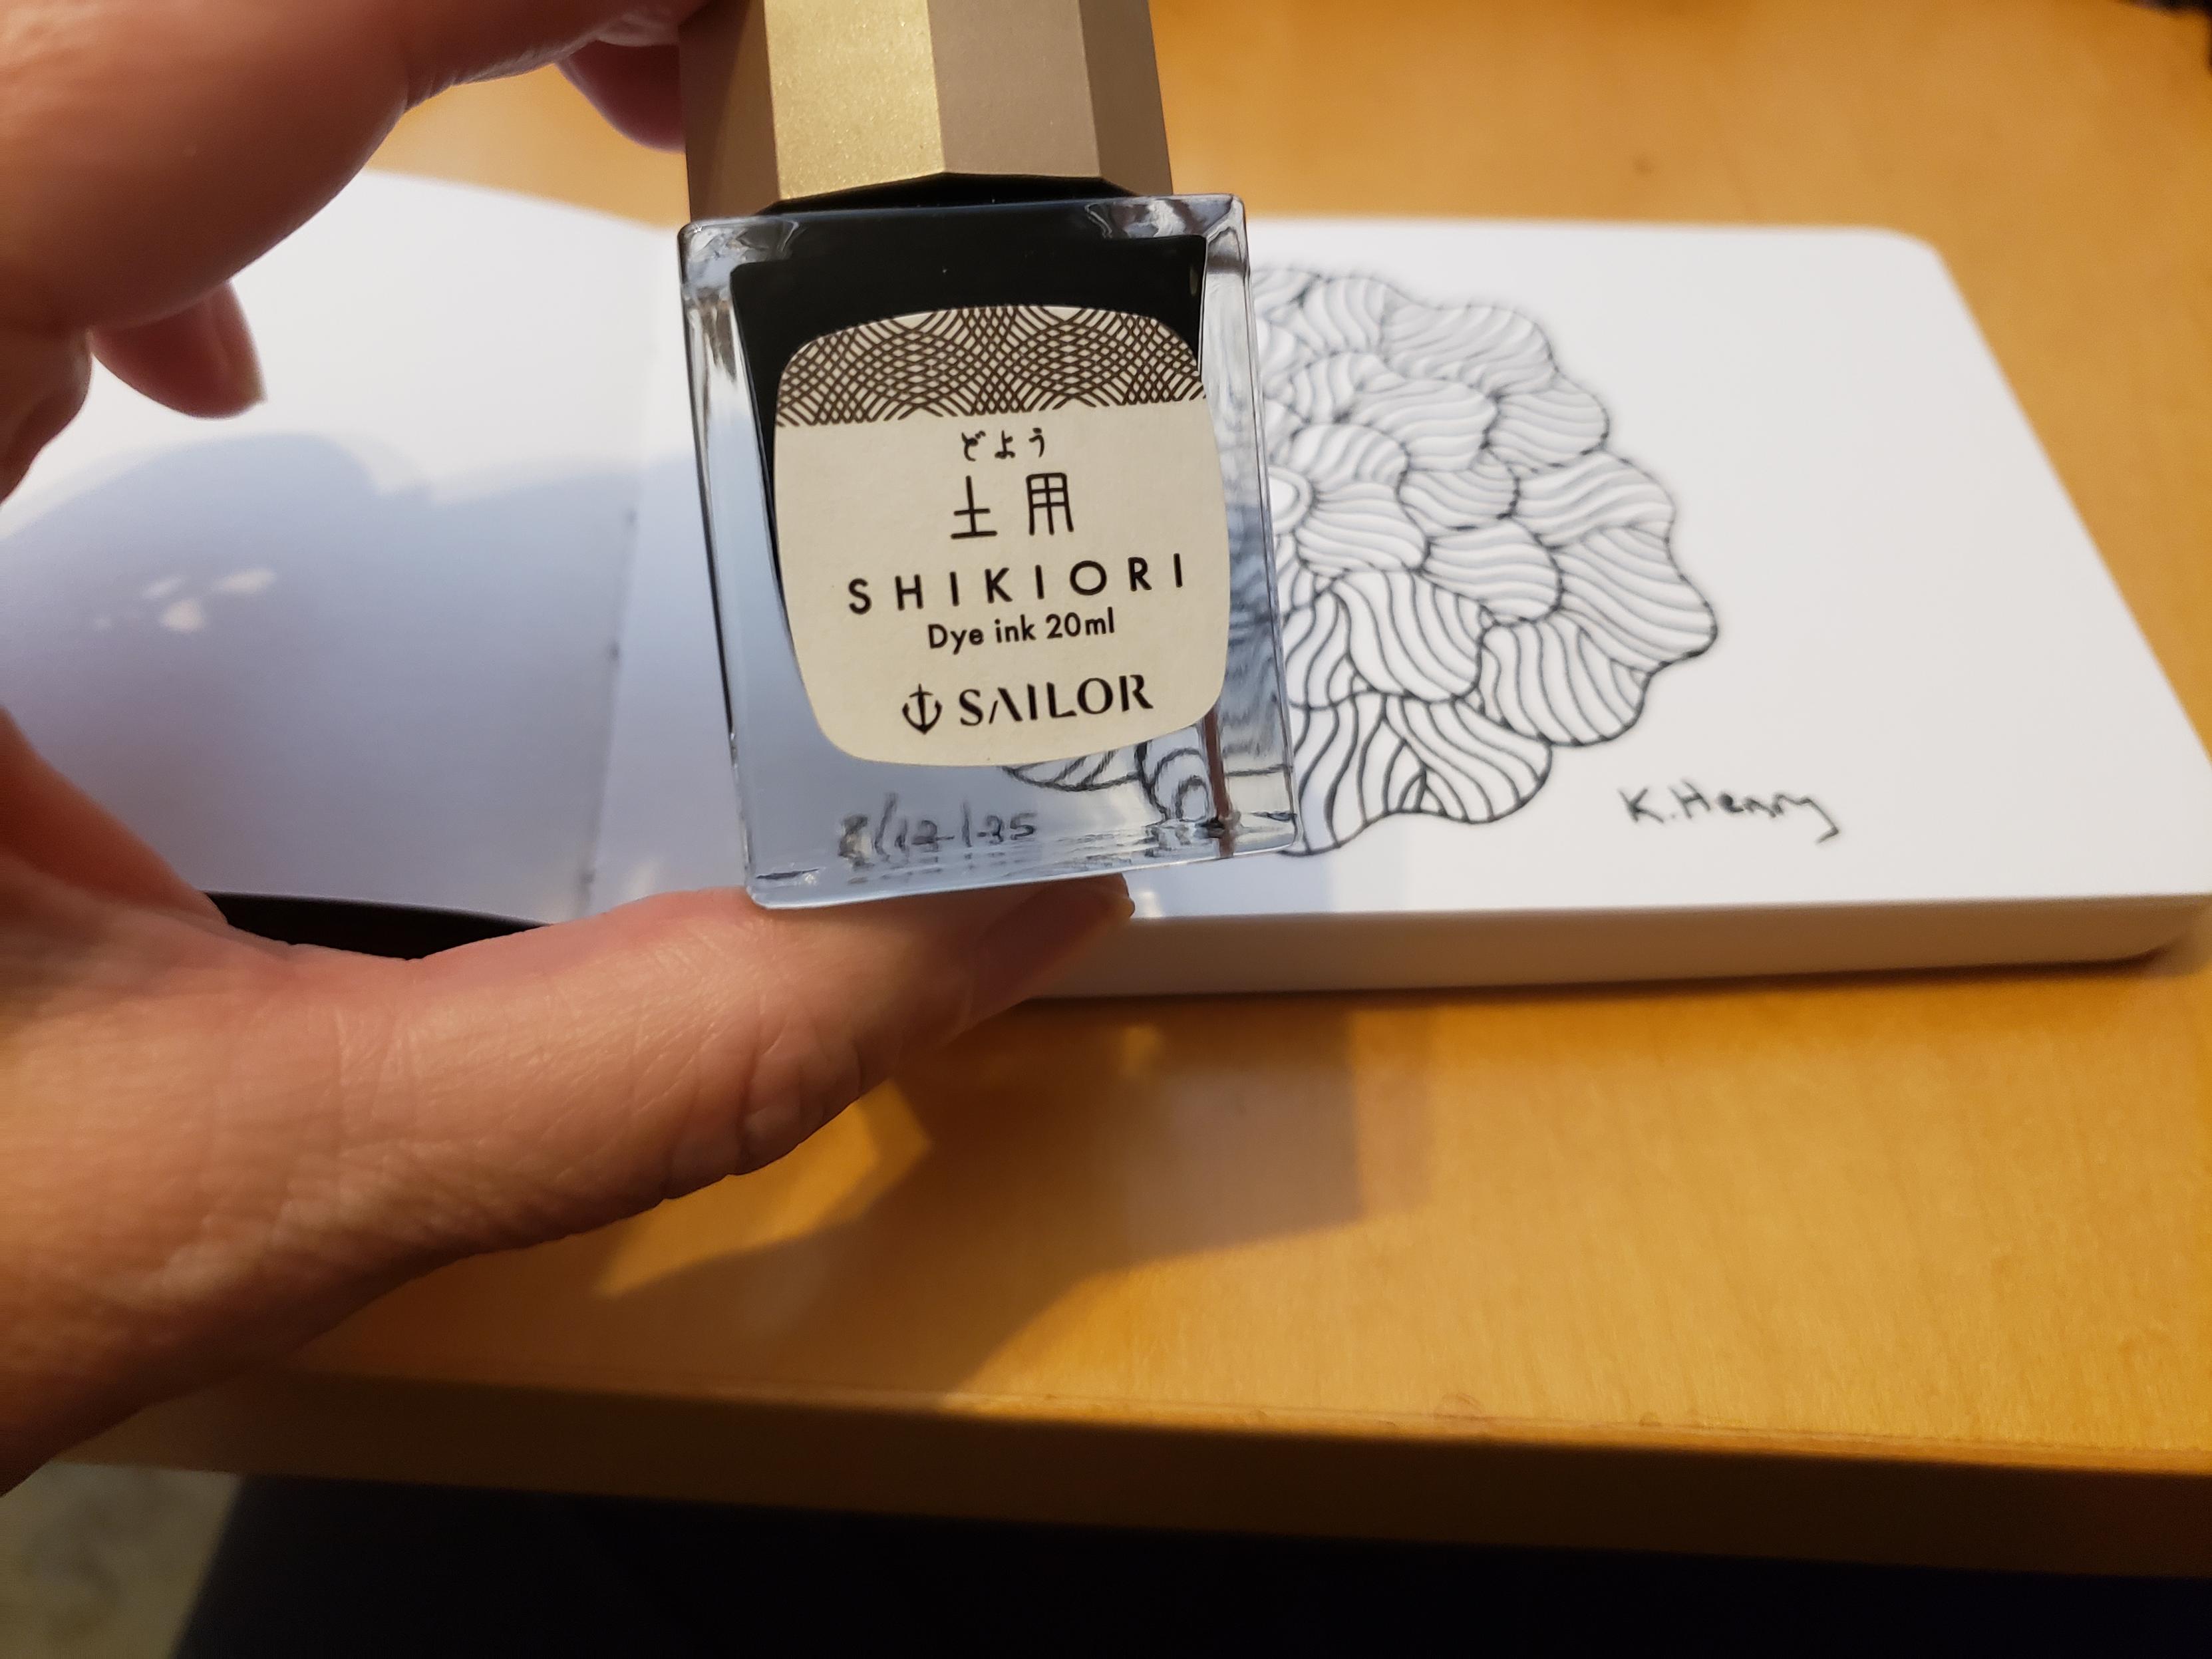 どよう
土用
SHIKIORI
Dye ink 20ml
SAILOR
K.Henry